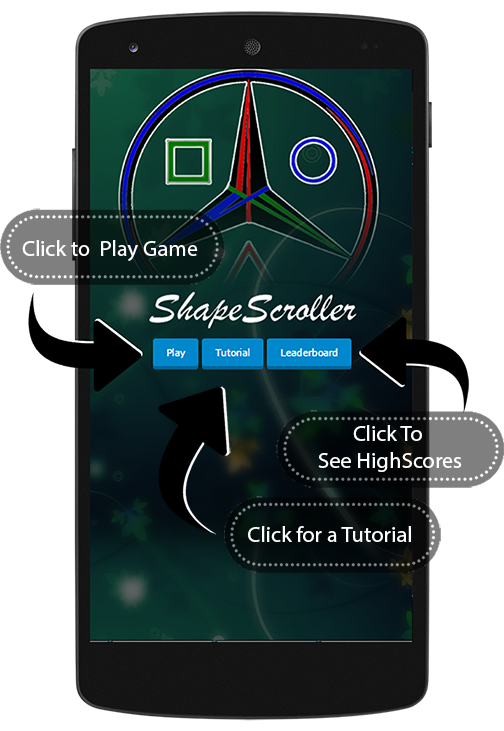 Click to Play Game
ShapeScroller
Play
Tutorial
Leaderboard
Click To
See HighScores
Click for a Tutorial